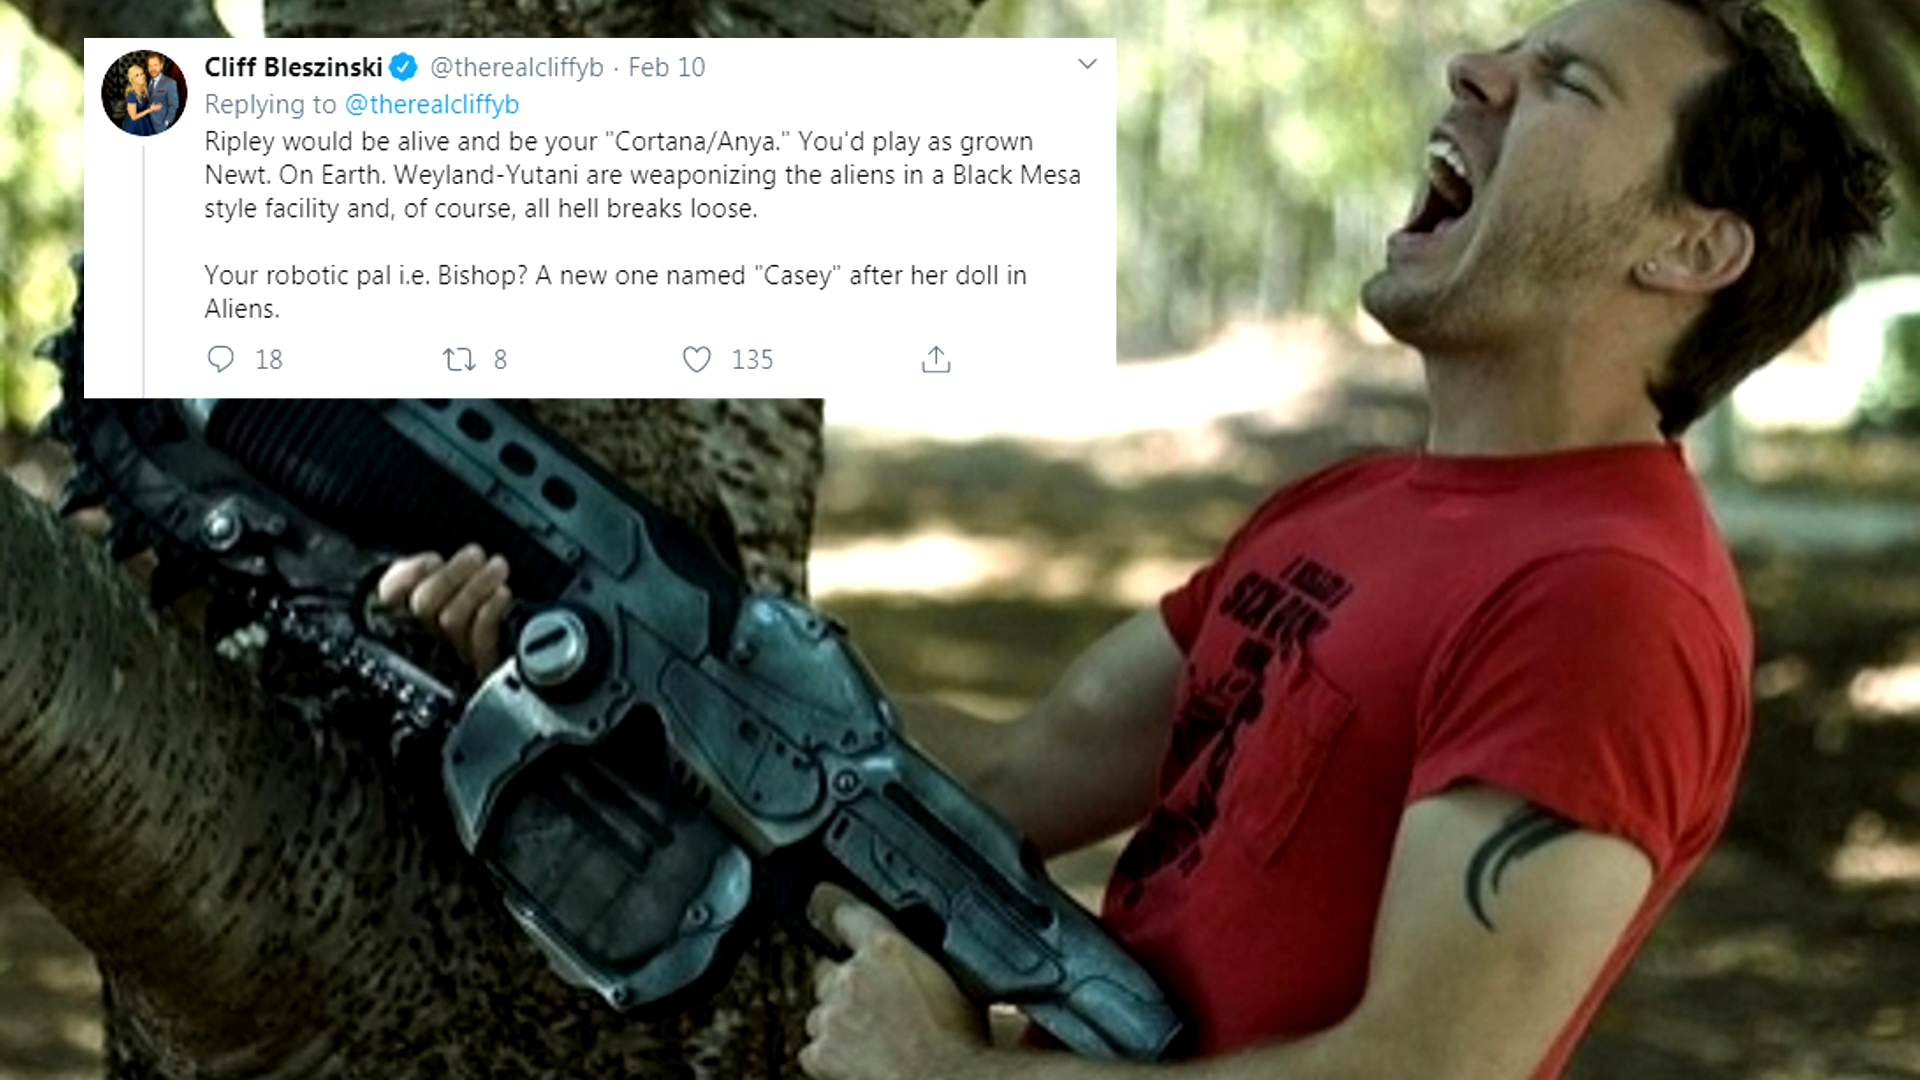 Cliff Bleszinski @therealcliffyb · Feb 10
Replying to @therealcliffyb
Ripley would be alive and be your "Cortana/Anya." You'd play as grown
Newt. On Earth. Weyland-Yutani are weaponizing the aliens in a Black Mesa
style facility and, of course, all hell breaks loose.
Your robotic pal i.e. Bishop? A new one named "Casey" after her doll in
Aliens.
18 8 135